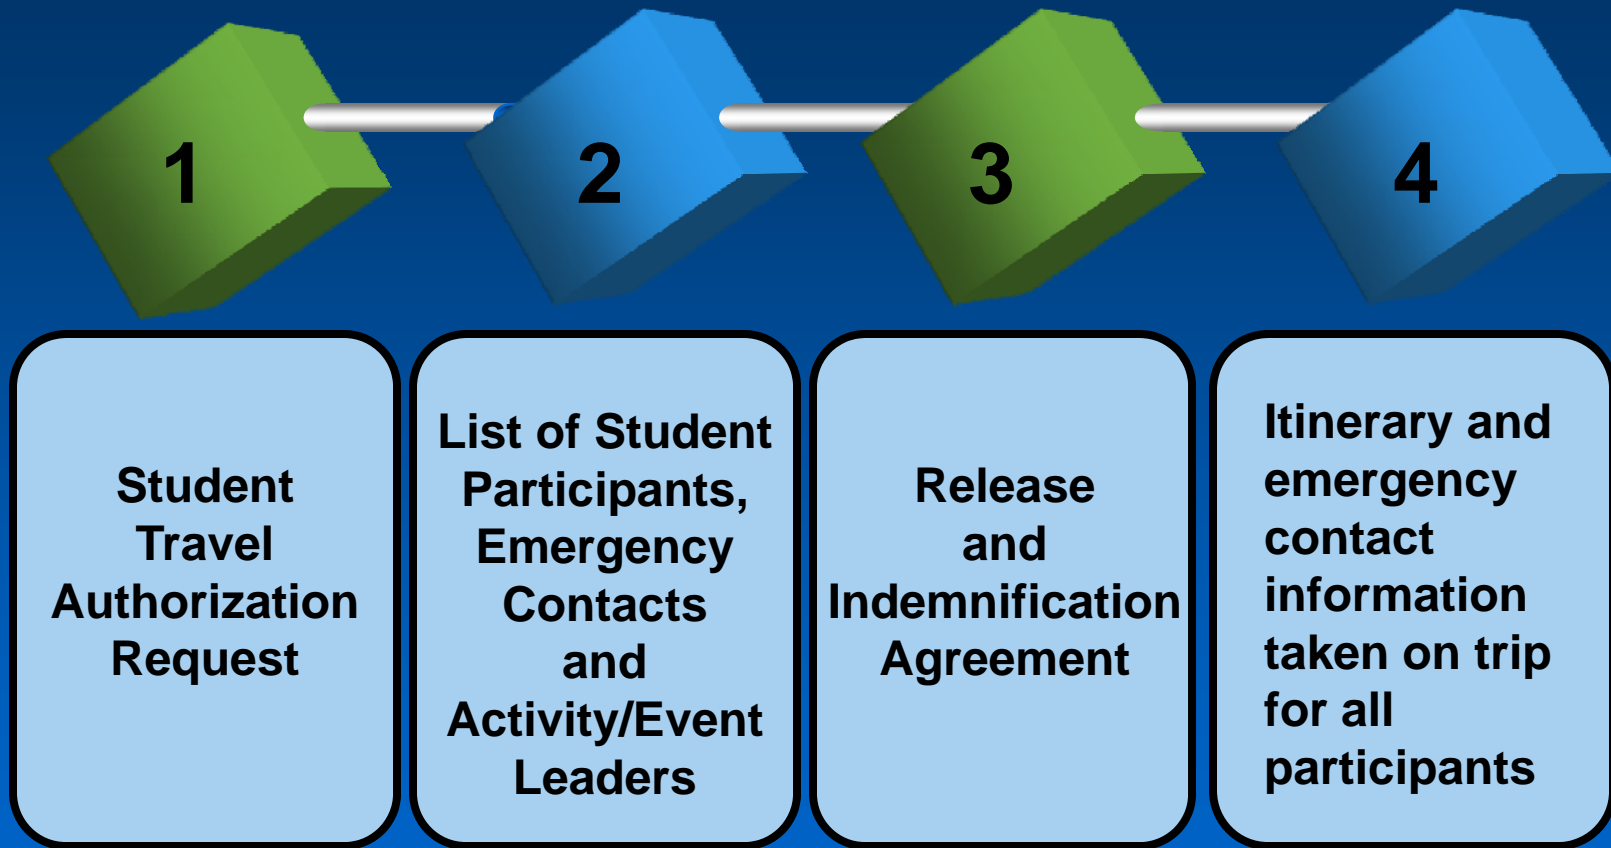 1
2
3
4
Student
Travel
Authorization
Request
List of Student
Participants,
Emergency
Contacts
and
Activity/Event
Leaders
Release
and
Indemnification
Agreement
Itinerary and
emergency
contact
information
taken on trip
for all
participants